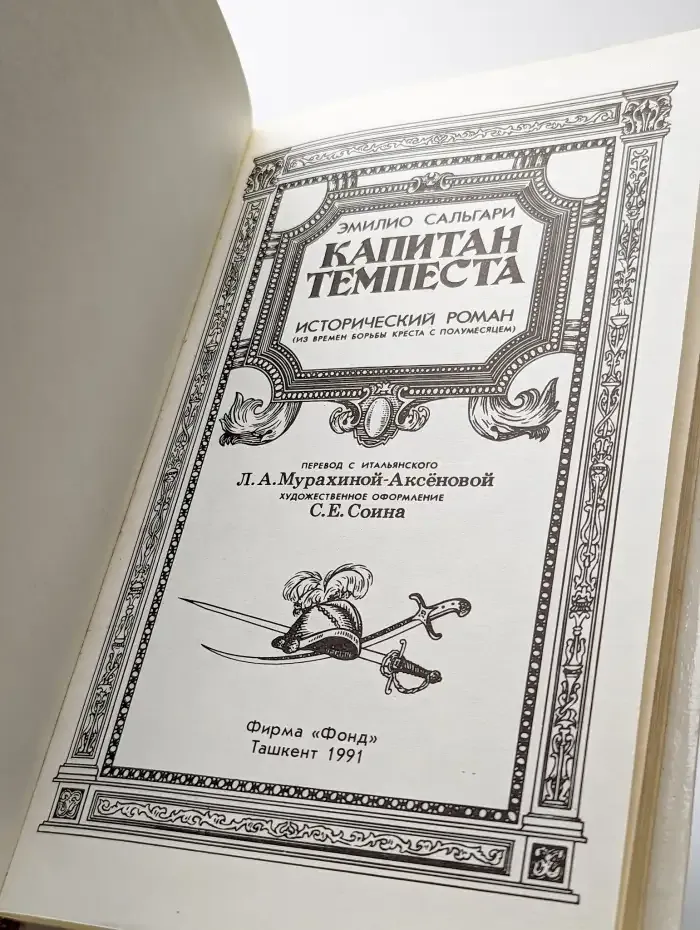 ЭМИЛИО САЛЬГАРИ
КАПИТАН
ТЕМПЕСТА
ИСТОРИЧЕСКИЙ РОМАН
(ИЗ ВРЕМЕН БОРЬБЫ КРЕСТА С ПОЛУМЕСЯЦЕМ)
ПЕРЕВОД С ИТАЛЬЯНСКОГО
Л.А.Мурахиной-Аксёновой
ХУДОЖЕСТВЕННОЕ ОФОРМЛЕНИЕ
С.Е.Соина
Фирма «Фонд»
Ташкент 1991